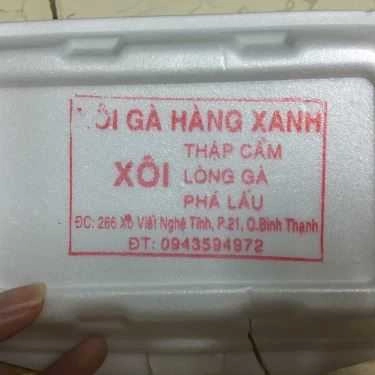 XÔI GÀ HÀNG XANH
XÔI
THẬP CẨM
LÒNG GÀ
PHÁ LẤU
ĐC: 266 Xô Viết Nghệ Tĩnh, P.21, Q.Bình Thạnh
ĐT: 0943594972